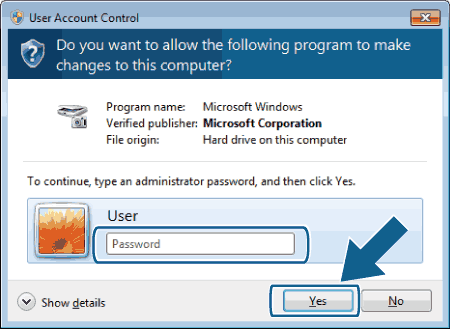 User Account Control
Do you want to allow the following program to make
changes to this computer?
Program name: Microsoft Windows
Verified publisher: Microsoft Corporation
File origin: Hard drive on this computer
To continue, type an administrator password, and then click Yes.
User
Password
Show details
Yes
No